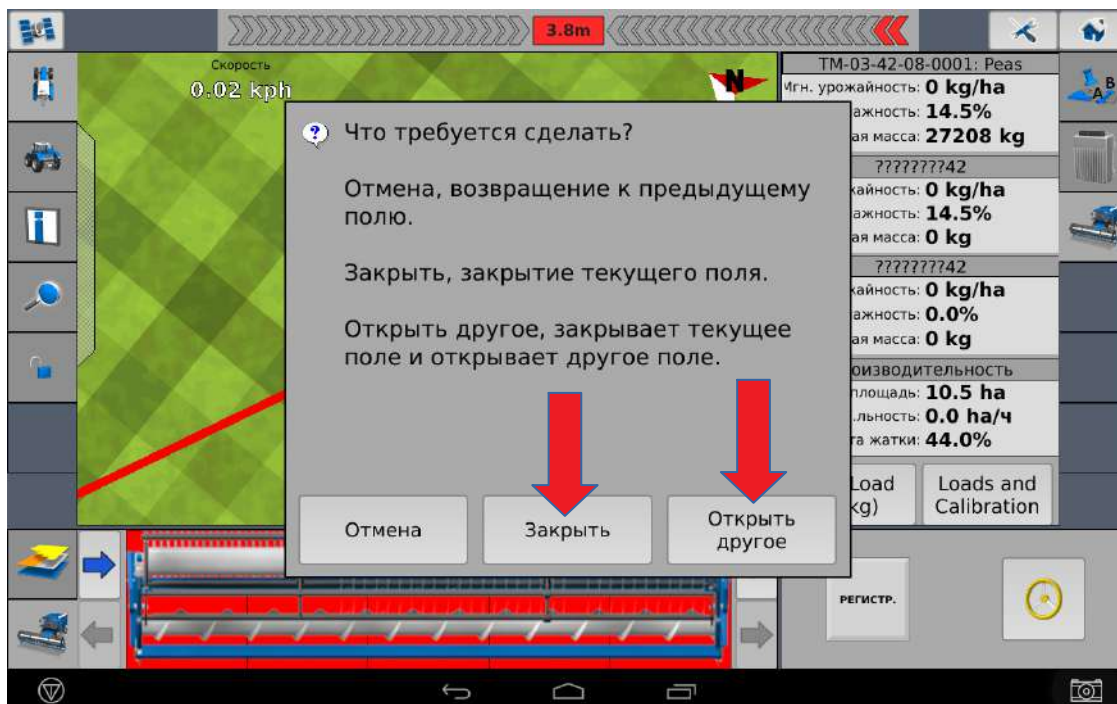 3.8m
Скорость
0.02 kph
N
TM-03-42-08-0001: Peas
Мгн. урожайность: 0 kg/ha
ажность: 14.5%
ая масса: 27208 kg
????????42
кайность: 0 kg/ha
ажность: 14.5%
ая масса: 0 kg
????????42
кайность: 0 kg/ha
ажность: 0.0%
ая масса: 0 kg
оизводительность
площадь: 10.5 ha
.льность: 0.0 ha/ч
та жатки: 44.0%
A B
Что требуется сделать?
Отмена, возвращение к предыдущему
полю.
Закрыть, закрытие текущего поля.
Открыть другое, закрывает текущее
поле и открывает другое поле.
Отмена
Закрыть
Открыть
другое
Load
kg)
Loads and
Calibration
РЕГИСТР.